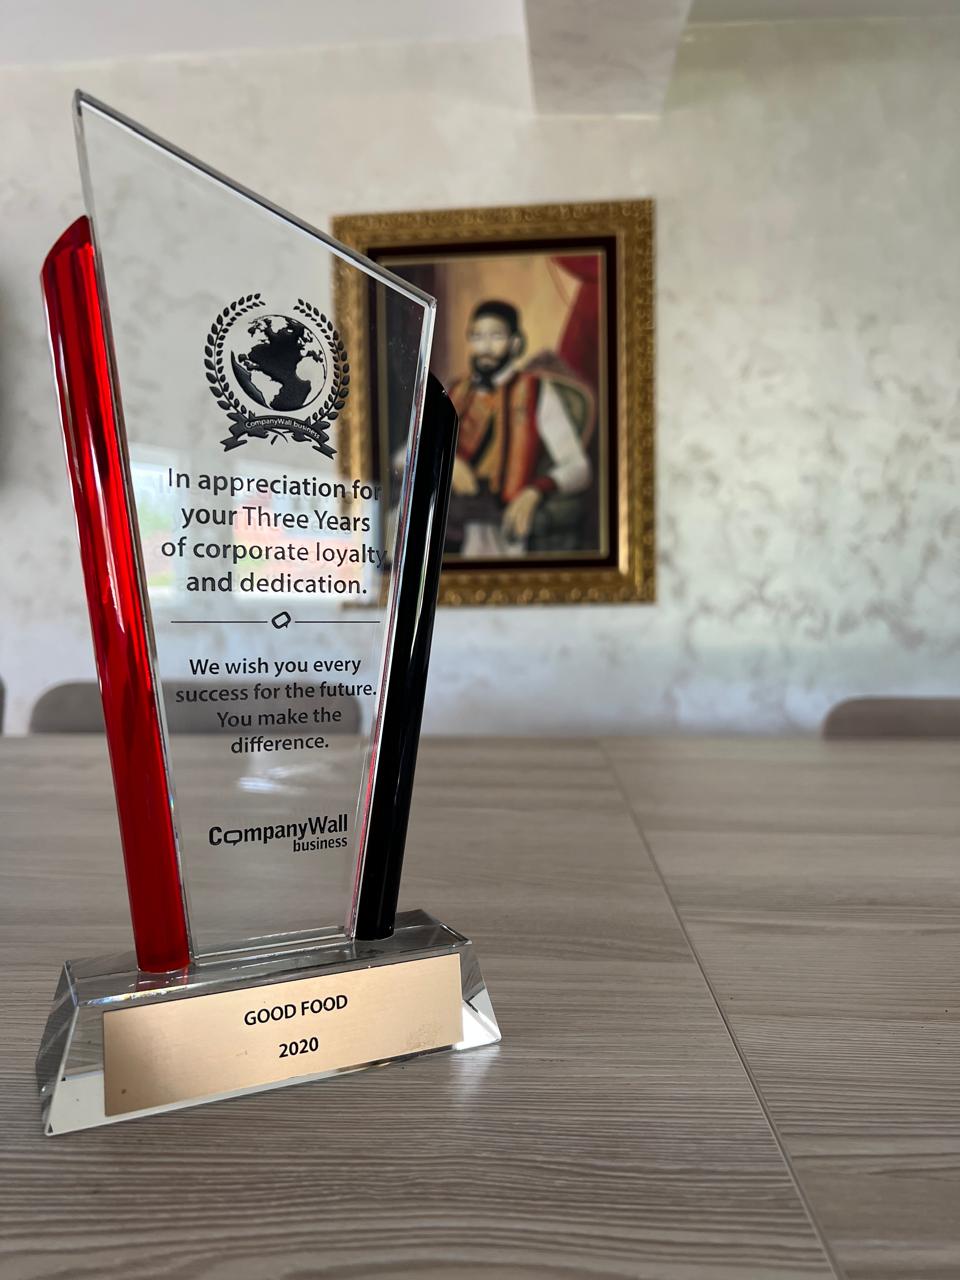 CompanyWall business
In appreciation for
your Three Years
of corporate loyalty
and dedication.
We wish you every
success for the future.
You make the
difference.
CompanyWall
business
GOOD FOOD
2020